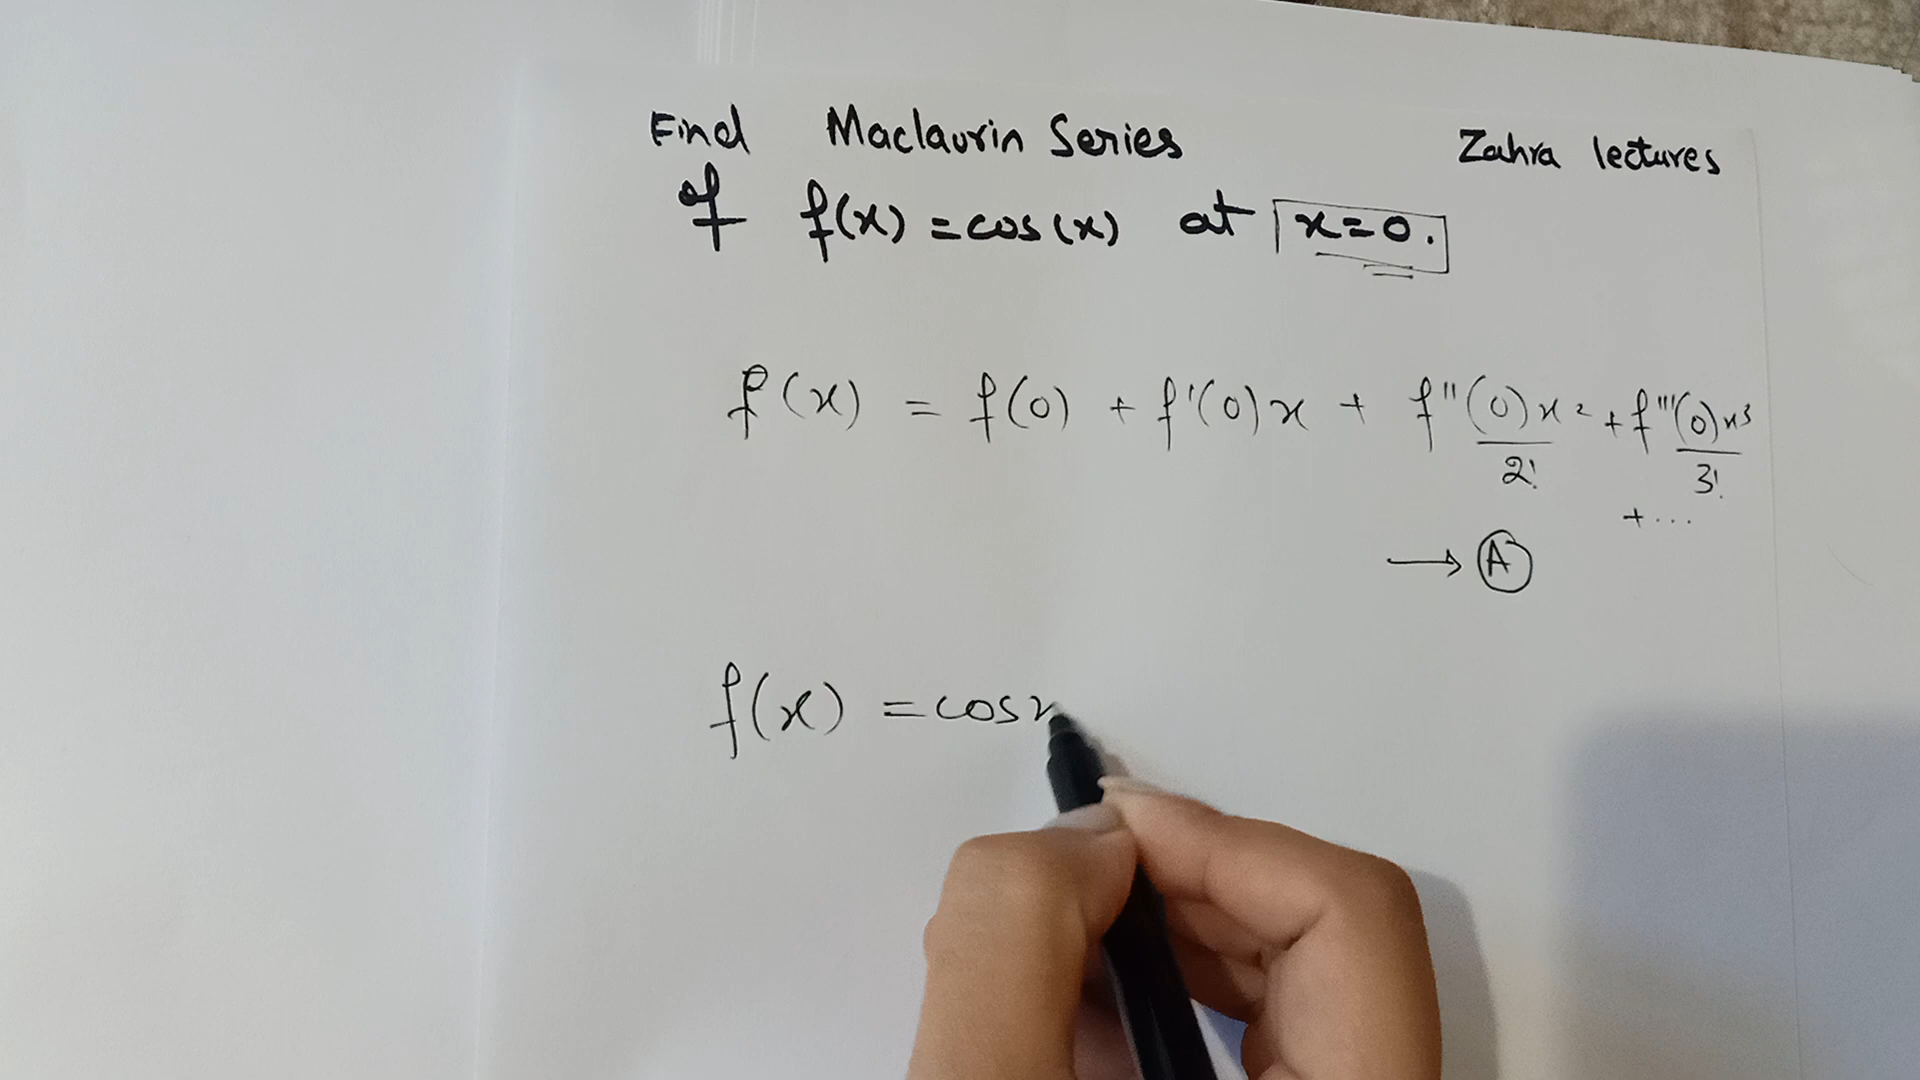 Find Maclaurin Series
Zahra lectures
of f(x) = cos(x) at x=0.
f(x) = f(0) + f'(0)x + f''(0)x²/2! + f'''(0)x³/3!
+ ...
→ A
f(x) = cos x